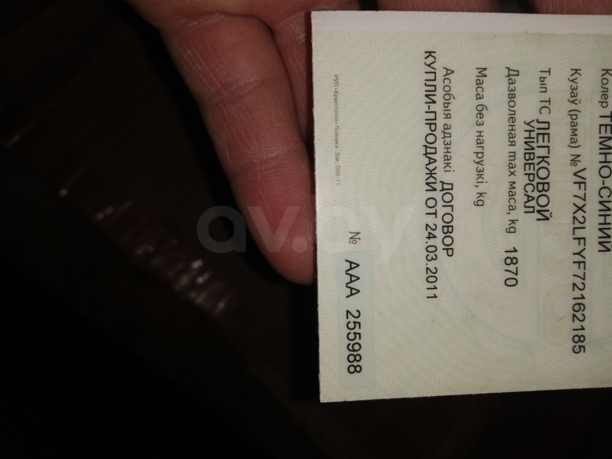 Колер ТЕМНО-СИНИЙ
Кузаў (рама) № VF7X2LFYF72162185
Тып ТС ЛЕГКОВОЙ
УНИВЕРСАЛ
Дазволеная max маса, kg 1870
Маса без нагрузкі, kg
Асобыя адзнакі ДОГОВОР
КУПЛИ-ПРОДАЖИ ОТ 24.03.2011
№ ААА 255988
av.by